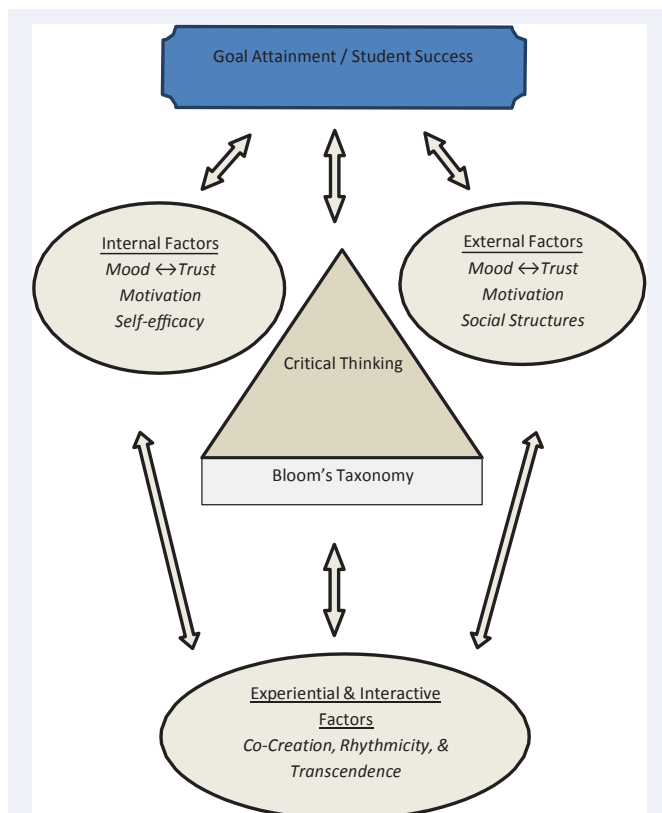 Goal Attainment / Student Success
Internal Factors
Mood ↔Trust
Motivation
Self-efficacy
External Factors
Mood ↔Trust
Motivation
Social Structures
Critical Thinking
Bloom’s Taxonomy
Experiential & Interactive
Factors
Co-Creation, Rhythmicity, &
Transcendence